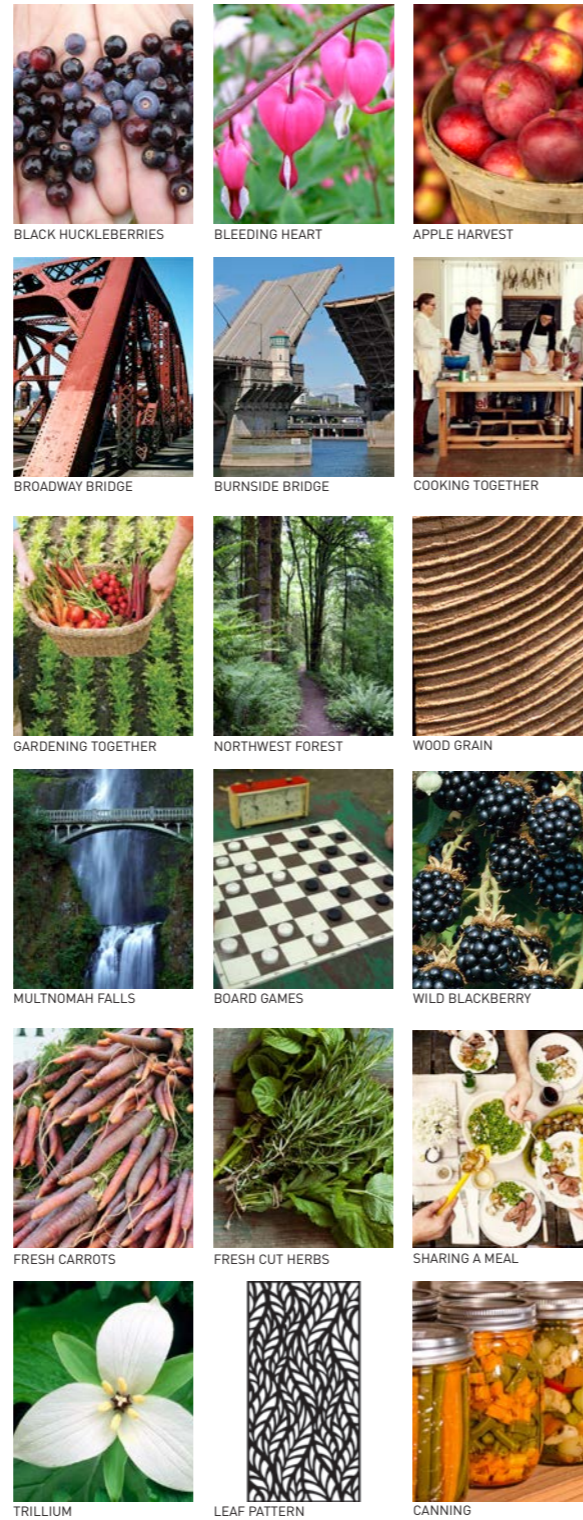 BLACK HUCKLEBERRIES
BLEEDING HEART
APPLE HARVEST
BROADWAY BRIDGE
BURNSIDE BRIDGE
COOKING TOGETHER
GARDENING TOGETHER
NORTHWEST FOREST
WOOD GRAIN
MULTNOMAH FALLS
BOARD GAMES
WILD BLACKBERRY
FRESH CARROTS
FRESH CUT HERBS
SHARING A MEAL
TRILLIUM
LEAF PATTERN
CANNING